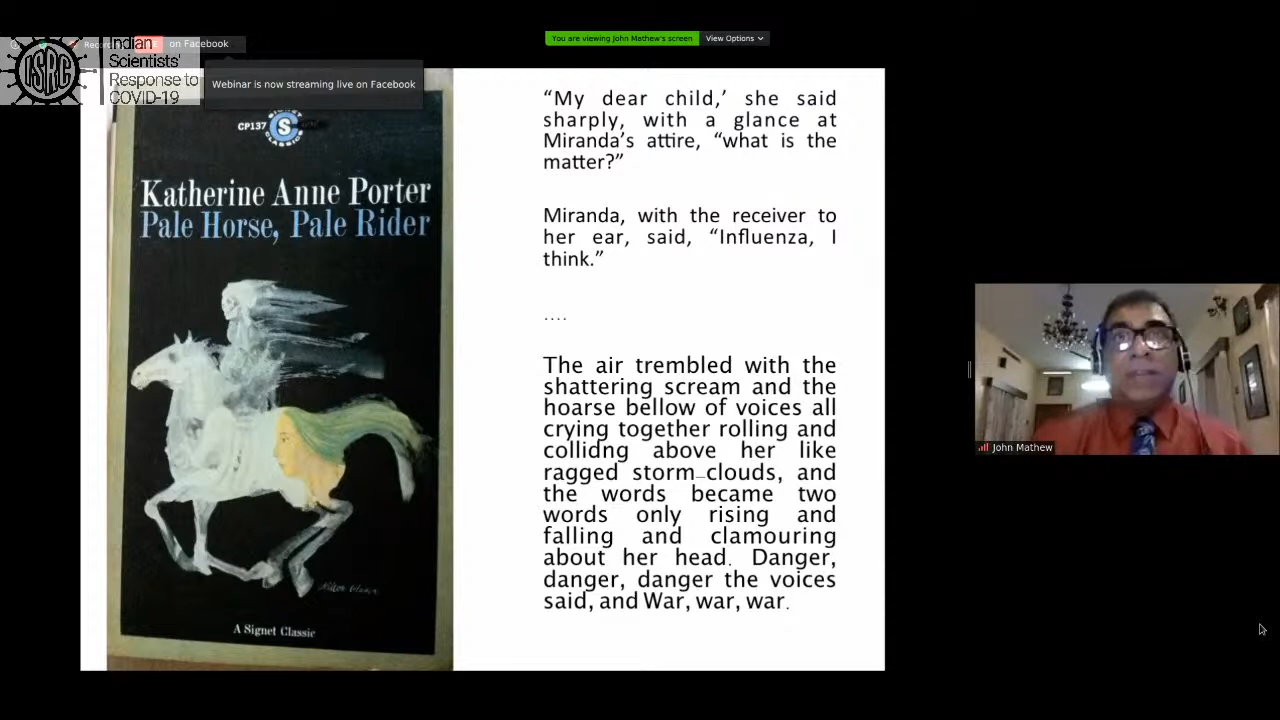 on Facebook
You are viewing John Mathew's screen
View Options
Indian
Scientists'
Response to
COVID-19
ISRC
Webinar is now streaming live on Facebook
CP137
S
CLASSICS
Katherine Anne Porter
Pale Horse, Pale Rider
A Signet Classic
“My dear child,’ she said
sharply, with a glance at
Miranda’s attire, “what is the
matter?”
Miranda, with the receiver to
her ear, said, “Influenza, I
think.”
....
The air trembled with the
shattering scream and the
hoarse bellow of voices all
crying together rolling and
collidng above her like
ragged storm-clouds, and
the words became two
words only rising and
falling and clamouring
about her head. Danger,
danger, danger the voices
said, and War, war, war.
John Mathew